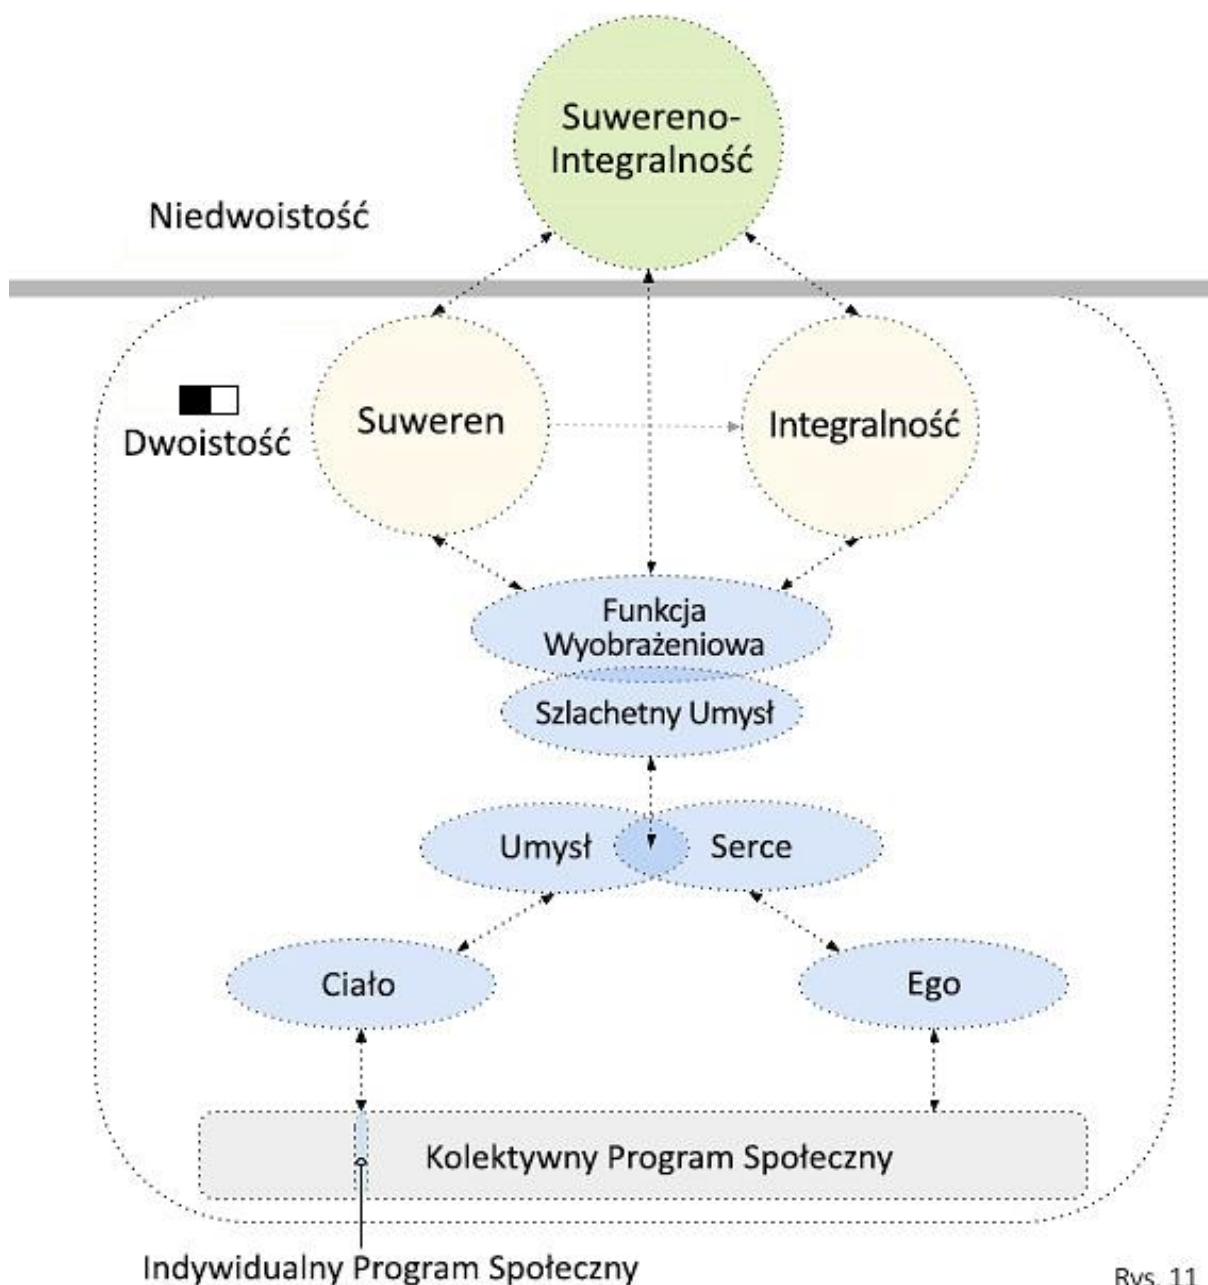 Suwereno-
Integralność
Niedwoistość
Dwoistość
Suweren
Integralność
Funkcja
Wyobrażeniowa
Szlachetny Umysł
Umysł
Serce
Ciało
Ego
Kolektywny Program Społeczny
Indywidualny Program Społeczny
Rys. 11